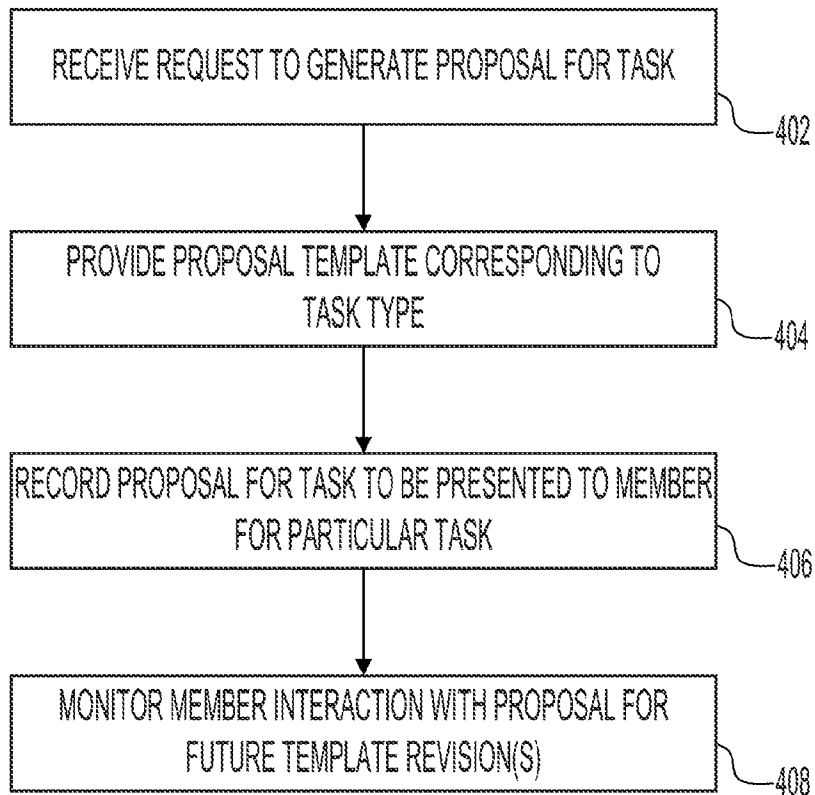 RECEIVE REQUEST TO GENERATE PROPOSAL FOR TASK
402
PROVIDE PROPOSAL TEMPLATE CORRESPONDING TO
TASK TYPE
404
RECORD PROPOSAL FOR TASK TO BE PRESENTED TO MEMBER
FOR PARTICULAR TASK
406
MONITOR MEMBER INTERACTION WITH PROPOSAL FOR
FUTURE TEMPLATE REVISION(S)
408